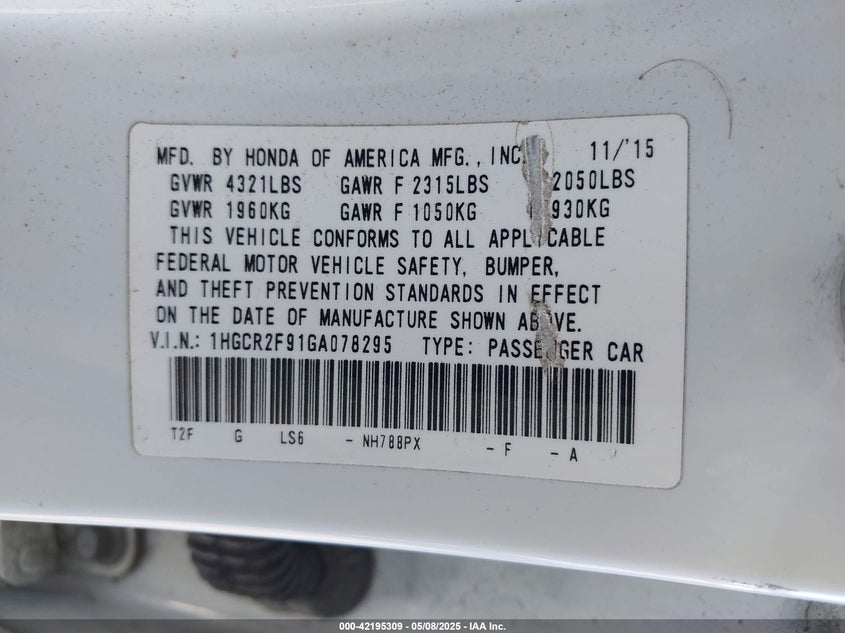 MFD. BY HONDA OF AMERICA MFG., INC. 11/'15
GVWR 4321LBS GAWR F 2315LBS 2050LBS
GVWR 1960KG GAWR F 1050KG 930KG
THIS VEHICLE CONFORMS TO ALL APPLICABLE
FEDERAL MOTOR VEHICLE SAFETY, BUMPER,
AND THEFT PREVENTION STANDARDS IN EFFECT
ON THE DATE OF MANUFACTURE SHOWN ABOVE.
V.I.N.: 1HGCR2F91GA078295 TYPE: PASSENGER CAR
T2F G LS6 - NH788PX - F - A
000-42195309 | 05/08/2025 - IAA Inc.